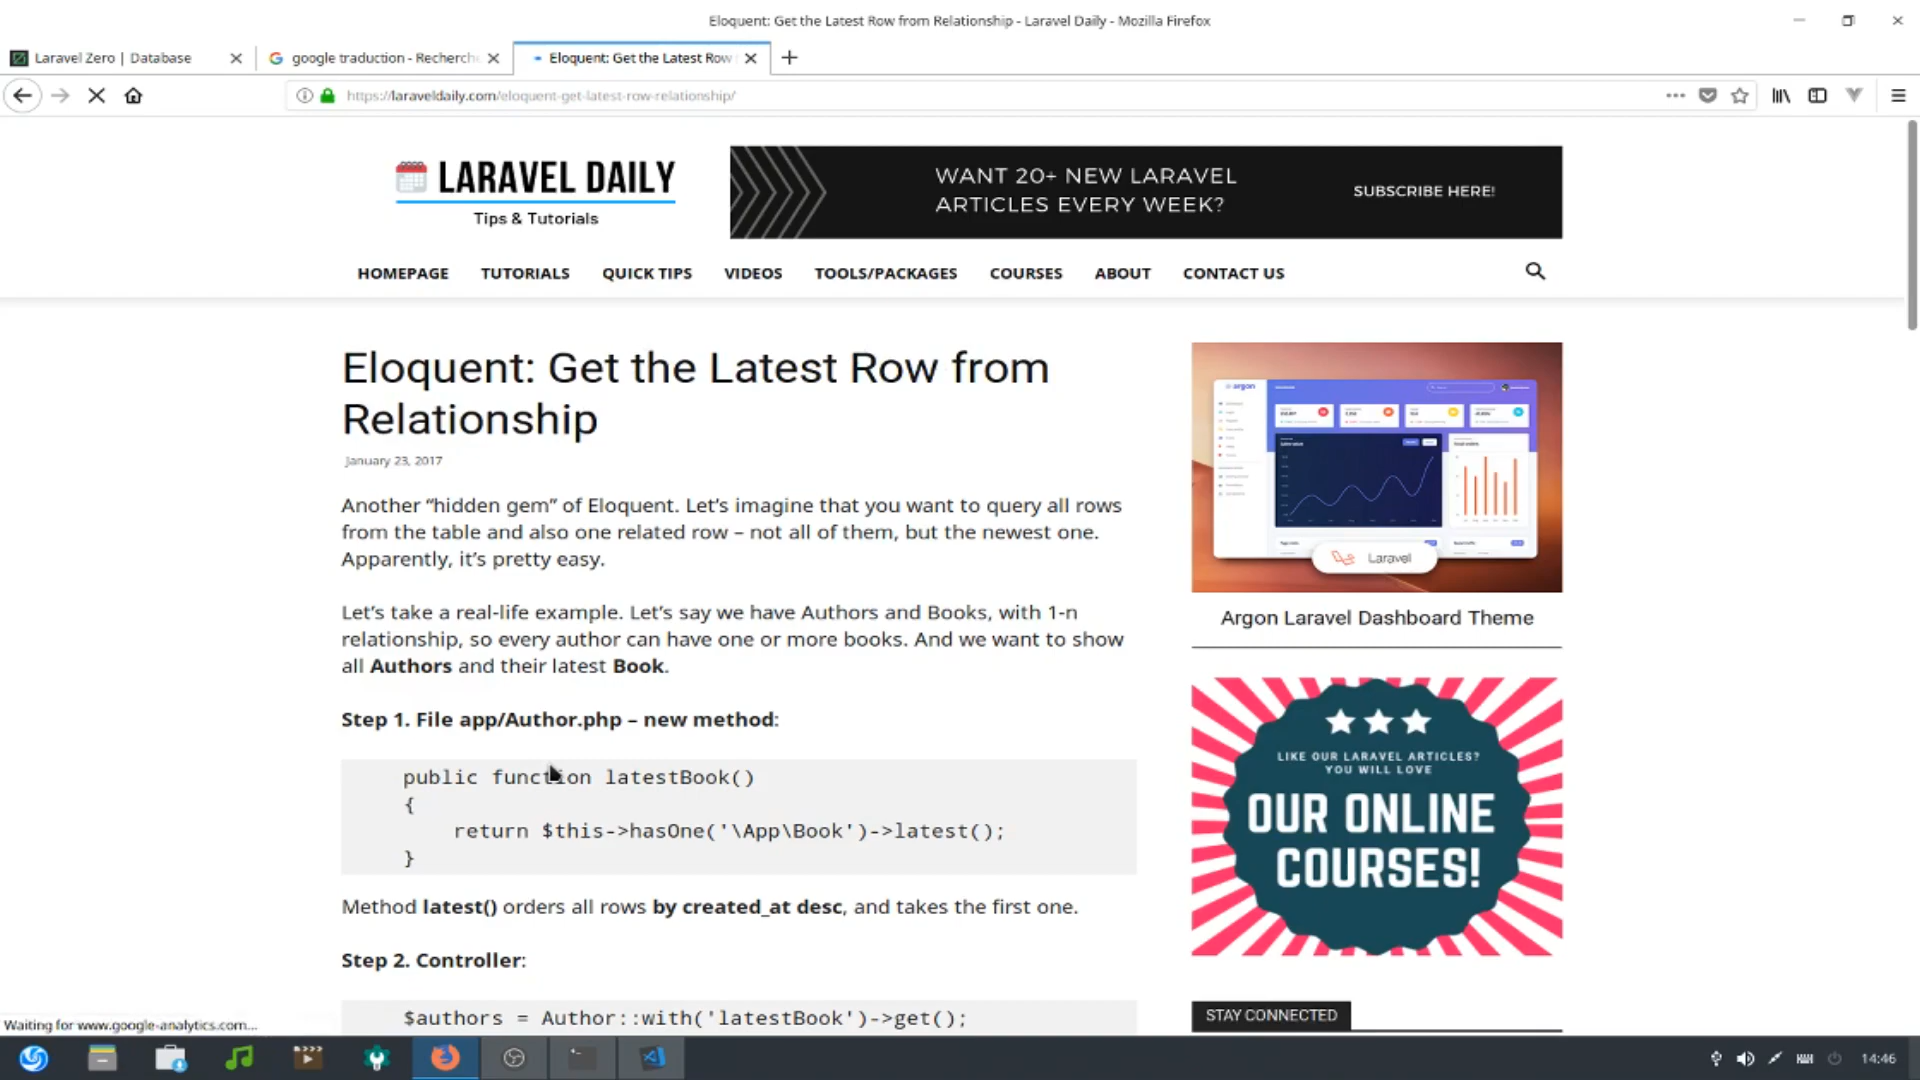 Eloquent: Get the Latest Row from Relationship - Laravel Daily - Mozilla Firefox
Laravel Zero | Database
google traduction - Recherch
Eloquent: Get the Latest Row
https://laraveldaily.com/eloquent-get-latest-row-relationship/
LARAVEL DAILY
Tips & Tutorials
WANT 20+ NEW LARAVEL
ARTICLES EVERY WEEK?
SUBSCRIBE HERE!
HOMEPAGE TUTORIALS QUICK TIPS VIDEOS TOOLS/PACKAGES COURSES ABOUT CONTACT US
Eloquent: Get the Latest Row from
Relationship
January 23, 2017
Another “hidden gem” of Eloquent. Let’s imagine that you want to query all rows
from the table and also one related row – not all of them, but the newest one.
Apparently, it’s pretty easy.
Let’s take a real-life example. Let’s say we have Authors and Books, with 1-n
relationship, so every author can have one or more books. And we want to show
all Authors and their latest Book.
Step 1. File app/Author.php – new method:
public function latestBook()
{
return $this->hasOne('\App\Book')->latest();
}
Method latest() orders all rows by created_at desc, and takes the first one.
Step 2. Controller:
$authors = Author::with('latestBook')->get();
argon
Laravel
Argon Laravel Dashboard Theme
LIKE OUR LARAVEL ARTICLES?
YOU WILL LOVE
OUR ONLINE
COURSES!
STAY CONNECTED
Waiting for www.google-analytics.com...
14:46